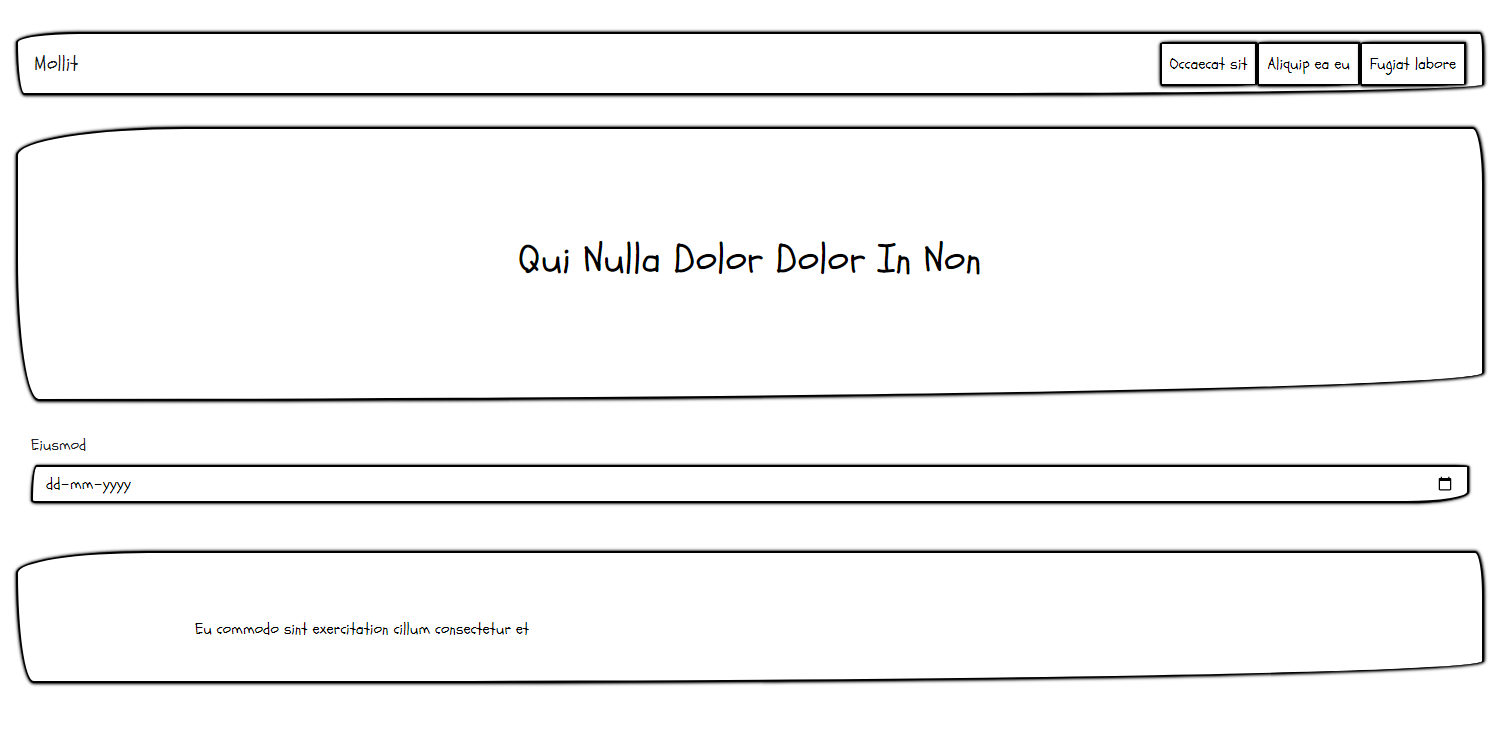 Mollit
Occaecat sit
Aliquip ea eu
Fugiat labore
Qui Nulla Dolor Dolor In Non
Eiusmod
dd-mm-yyyy
Eu commodo sint exercitation cillum consectetur et